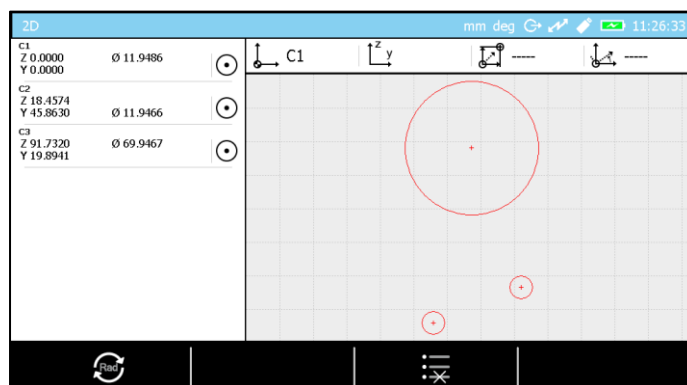 2D mm deg 11:26:33
C1
Z 0.0000 Ø 11.9486
Y 0.0000
C2
Z 18.4574
Y 45.8630 Ø 11.9466
C3
Z 91.7320 Ø 69.9467
Y 19.8941
C1 z y ----- -----
Rad